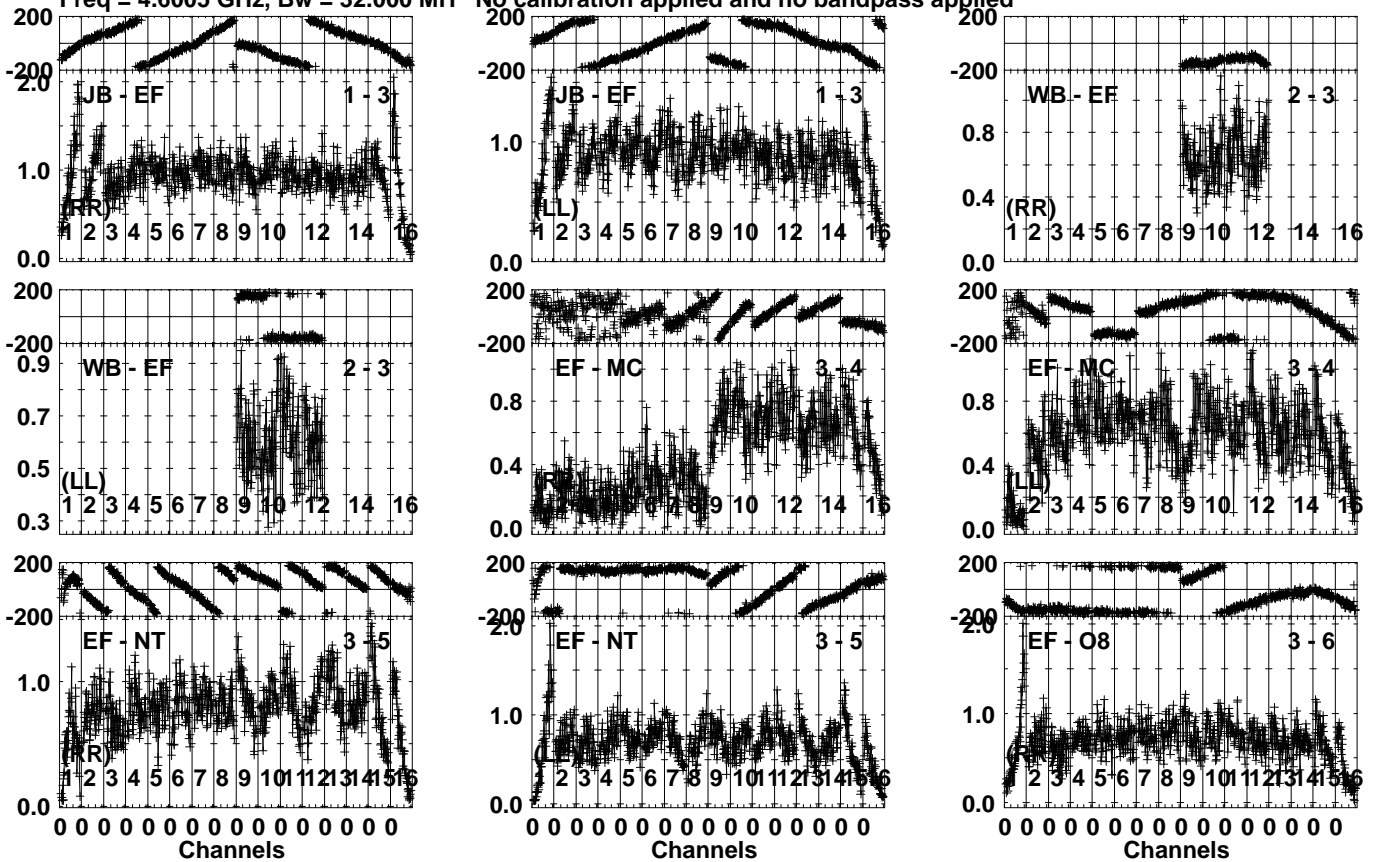 Freq = 4.6005 GHz, Bw = 32.000 MH No calibration applied and no bandpass applied
200 200 200
-200 -200 -200
2.0
JB - EF 1 - 3 JB - EF 1 - 3 WB - EF 2 - 3
0.8
1.0 1.0
0.4
(RR) (LL) (RR)
1 2 3 4 5 6 7 8 9 10 12 14 16 1 2 3 4 5 6 7 8 9 10 12 14 16 1 2 3 4 5 6 7 8 9 10 12 14 16
0.0 0.0 0.0
200 200 200
-200 -200 -200
0.9
WB - EF 2 - 3 EF - MC 3 - 4 EF - MC 3 - 4
0.7 0.8 0.8
0.5 0.4 0.4
(LL) (RR) (LL)
1 2 3 4 5 6 7 8 9 10 12 14 16 6 7 8 9 10 12 14 16 2 3 4 5 6 7 8 9 10 12 14 16
0.3 0.0 0.0
200 200 200
-200 -200 -200
2.0 2.0
EF - NT 3 - 5 EF - NT 3 - 5 EF - O8 3 - 6
1.0 1.0 1.0
(RR) (LL) (RR)
1 2 3 4 5 6 7 8 9 10 11 12 13 14 15 16 1 2 3 4 5 6 7 8 9 10 11 12 13 14 15 16 1 2 3 4 5 6 7 8 9 10 11 12 13 14 15 16
0.0 0.0 0.0
0 0 0 0 0 0 0 0 0 0 0 0 0 0 0 0 0 0 0 0 0 0 0 0 0 0 0 0 0 0 0 0 0 0 0 0 0 0 0 0 0 0 0 0 0 0 0 0
Channels Channels Channels